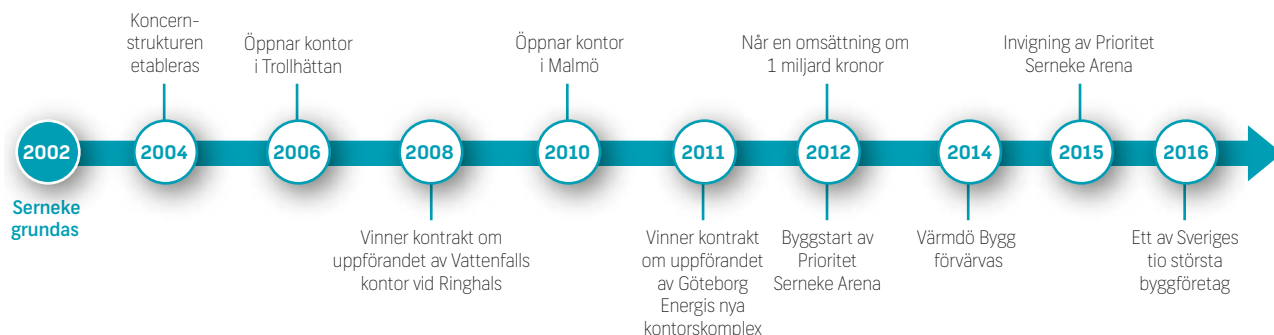 Koncern-
strukturen
etableras
Öppnar kontor
i Trollhättan
Öppnar kontor
i Malmö
Når en omsättning om
1 miljard kronor
Invigning av Prioritet
Serneke Arena
2002
2004
2006
2008
2010
2011
2012
2014
2015
2016
Serneke
grundas
Vinner kontrakt om
uppförandet av Vattenfalls
kontor vid Ringhals
Vinner kontrakt
om uppförandet
av Göteborg
Energis nya
kontorskomplex
Byggstart av
Prioritet
Serneke Arena
Värmdö Bygg
förvärvas
Ett av Sveriges
tio största
byggföretag